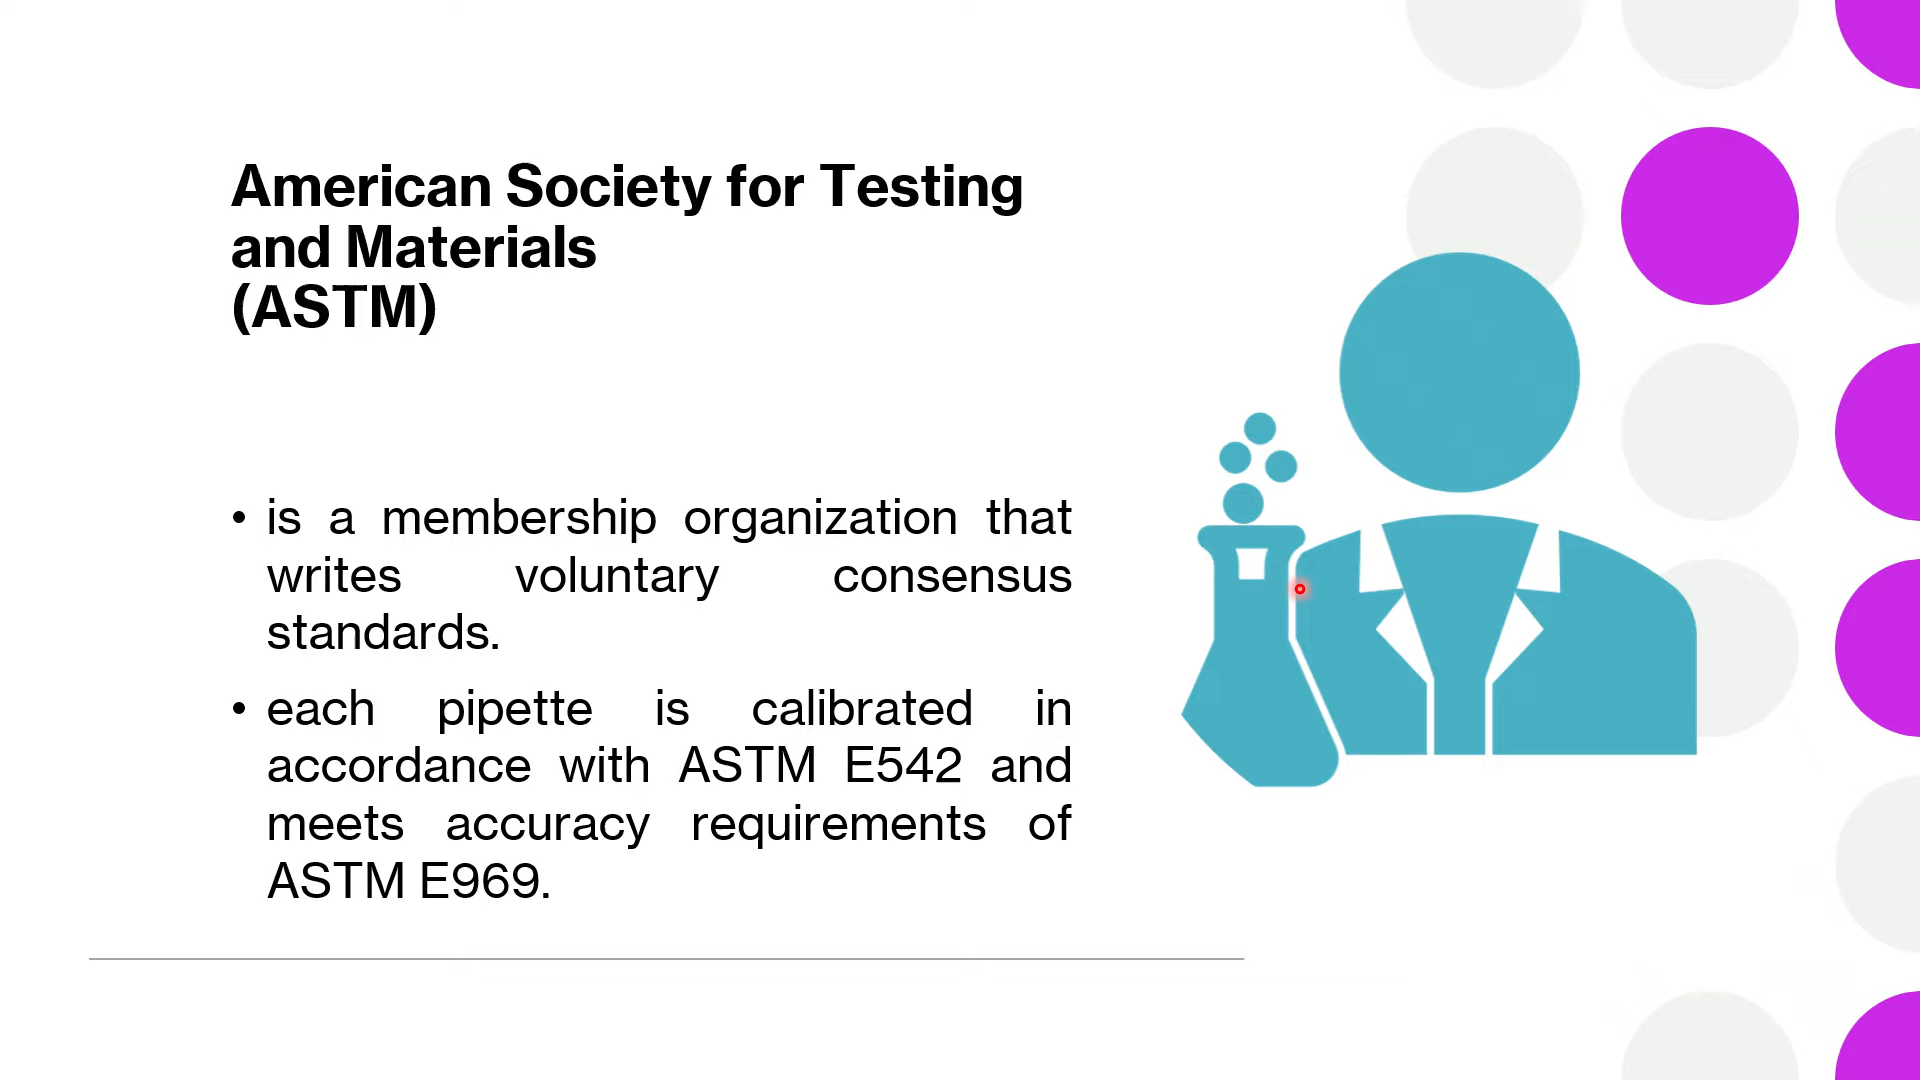 American Society for Testing
and Materials
(ASTM)
• is a membership organization that
writes voluntary consensus
standards.
• each pipette is calibrated in
accordance with ASTM E542 and
meets accuracy requirements of
ASTM E969.